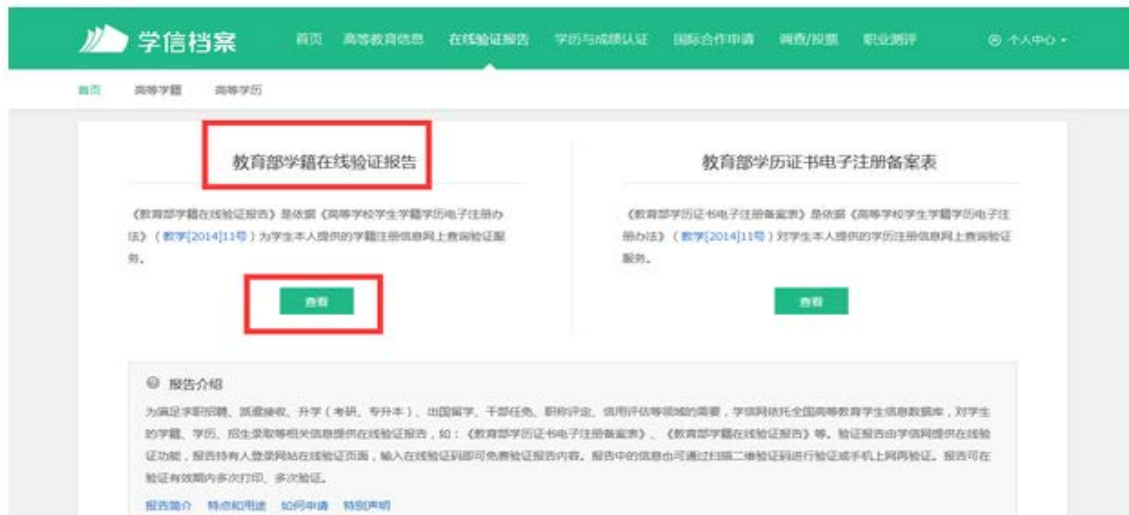 学信档案
首页 高等教育信息 在线验证报告 学历与成绩认证 国际合作申请 调查/投票 职业测评 个人中心
首页 高等学籍 高等学历
教育部学籍在线验证报告
《教育部学籍在线验证报告》是依据《高等学校学生学籍学历电子注册办
法》（教学[2014]11号）为学生本人提供的学籍注册信息网上查询验证服
务。
查看
教育部学历证书电子注册备案表
《教育部学历证书电子注册备案表》是依据《高等学校学生学籍学历电子注
册办法》（教学[2014]11号）对学生本人提供的学历注册信息网上查询验证
服务。
查看
报告介绍
为满足求职招聘、派遣接收、升学（考研、专升本）、出国留学、干部任免、职称评定、信用评估等领域的需要，学信网依托全国高等教育学生信息数据库，对学生
的学籍、学历、招生录取等相关信息提供在线验证报告，如：《教育部学历证书电子注册备案表》、《教育部学籍在线验证报告》等。验证报告由学信网提供在线验
证功能，报告持有人登录网站在线验证页面，输入在线验证码即可免费验证报告内容。报告中的信息也可通过扫描二维验证码进行验证或手机上网再验证。报告可在
验证有效期内多次打印、多次验证。
报告简介 特点和用途 如何申请 特别声明